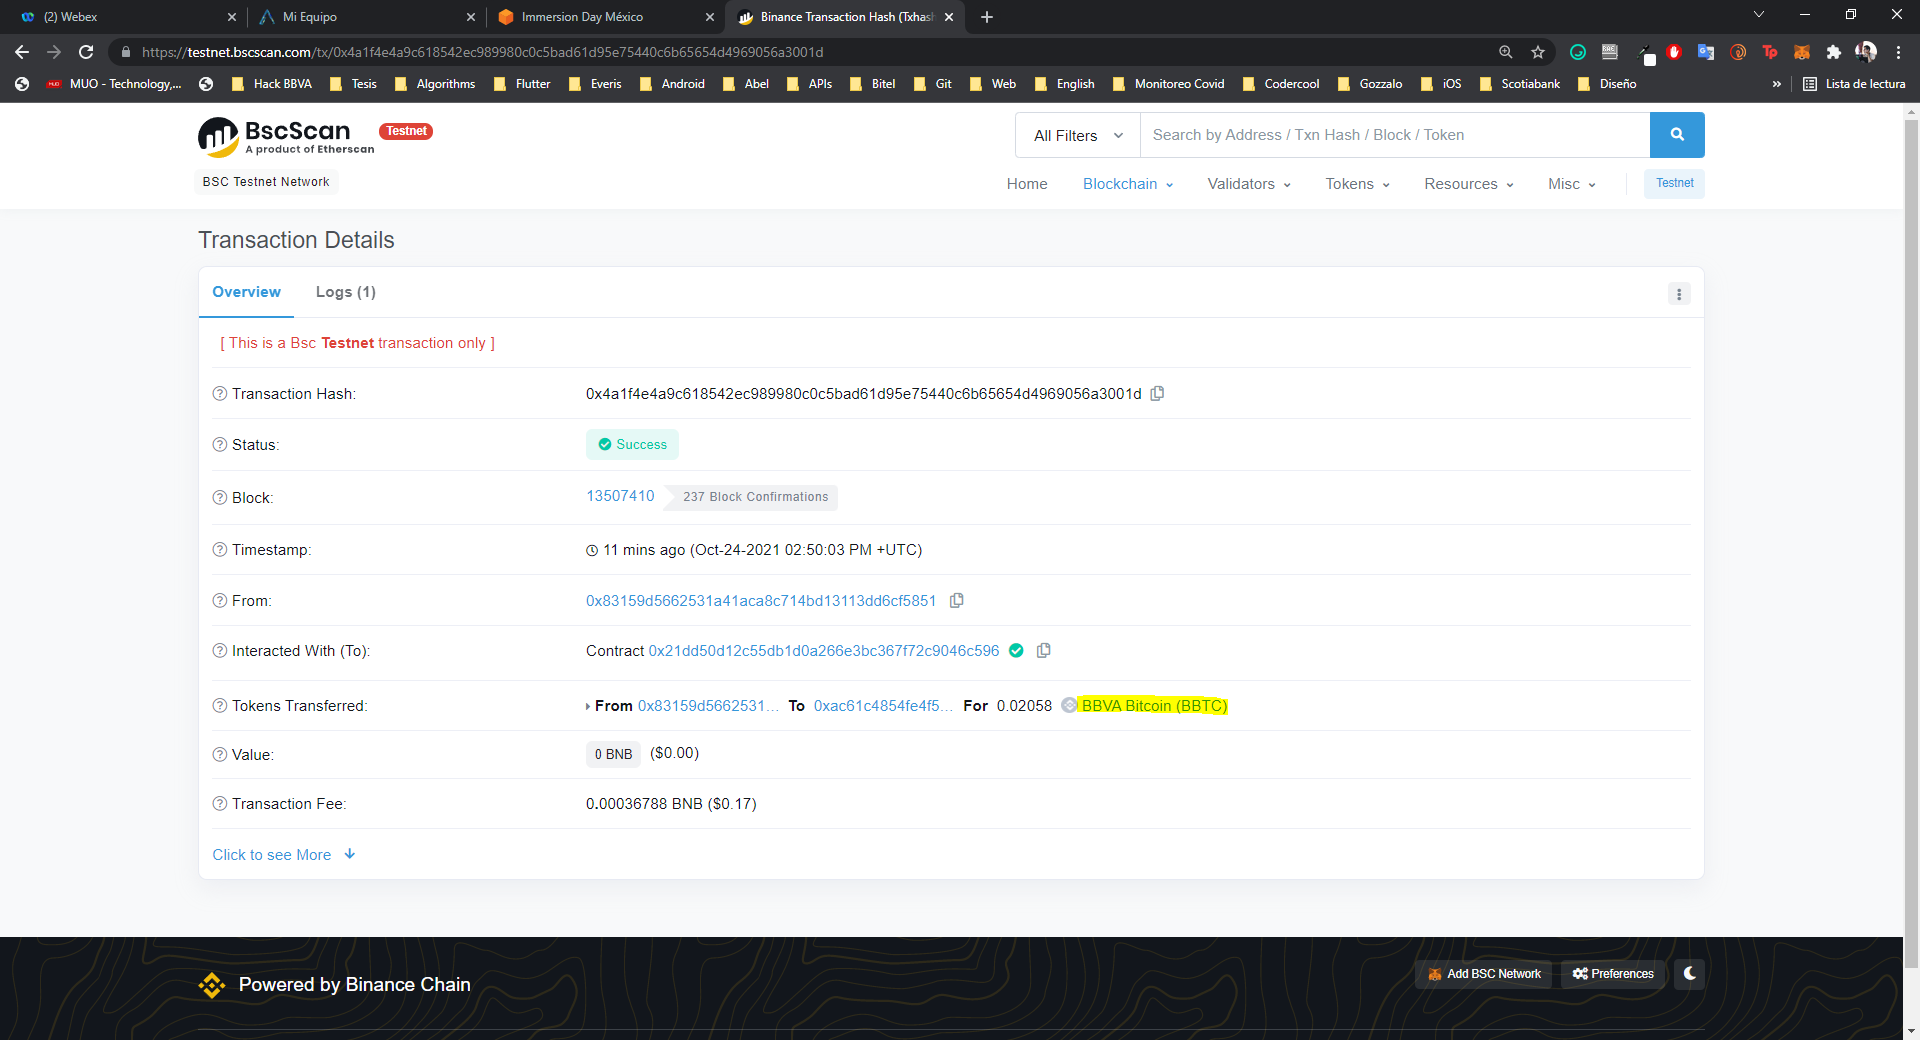 (2) Webex
Mi Equipo
Immersion Day México
Binance Transaction Hash (Txhash
https://testnet.bscscan.com/tx/0x4a1f4e4a9c618542ec989980c0c5bad61d95e75440c6b65654d4969056a3001d
MUO - Technology,... Hack BBVA Tesis Algorithms Flutter Everis Android Abel APIs Bitel Git Web English Monitoreo Covid Codercool Gozzalo iOS Scotiabank Diseño » Lista de lectura
BscScan Testnet
A product of Etherscan
All Filters Search by Address / Txn Hash / Block / Token
BSC Testnet Network
Home Blockchain Validators Tokens Resources Misc Testnet
Transaction Details
Overview Logs (1)
[ This is a Bsc Testnet transaction only ]
Transaction Hash: 0x4a1f4e4a9c618542ec989980c0c5bad61d95e75440c6b65654d4969056a3001d
Status: Success
Block: 13507410 237 Block Confirmations
Timestamp: 11 mins ago (Oct-24-2021 02:50:03 PM +UTC)
From: 0x83159d5662531a41aca8c714bd13113dd6cf5851
Interacted With (To): Contract 0x21dd50d12c55db1d0a266e3bc367f72c9046c596
Tokens Transferred: From 0x83159d5662531... To 0xac61c4854fe4f5... For 0.02058 BBVA Bitcoin (BBTC)
Value: 0 BNB ($0.00)
Transaction Fee: 0.00036788 BNB ($0.17)
Click to see More
Powered by Binance Chain
Add BSC Network Preferences